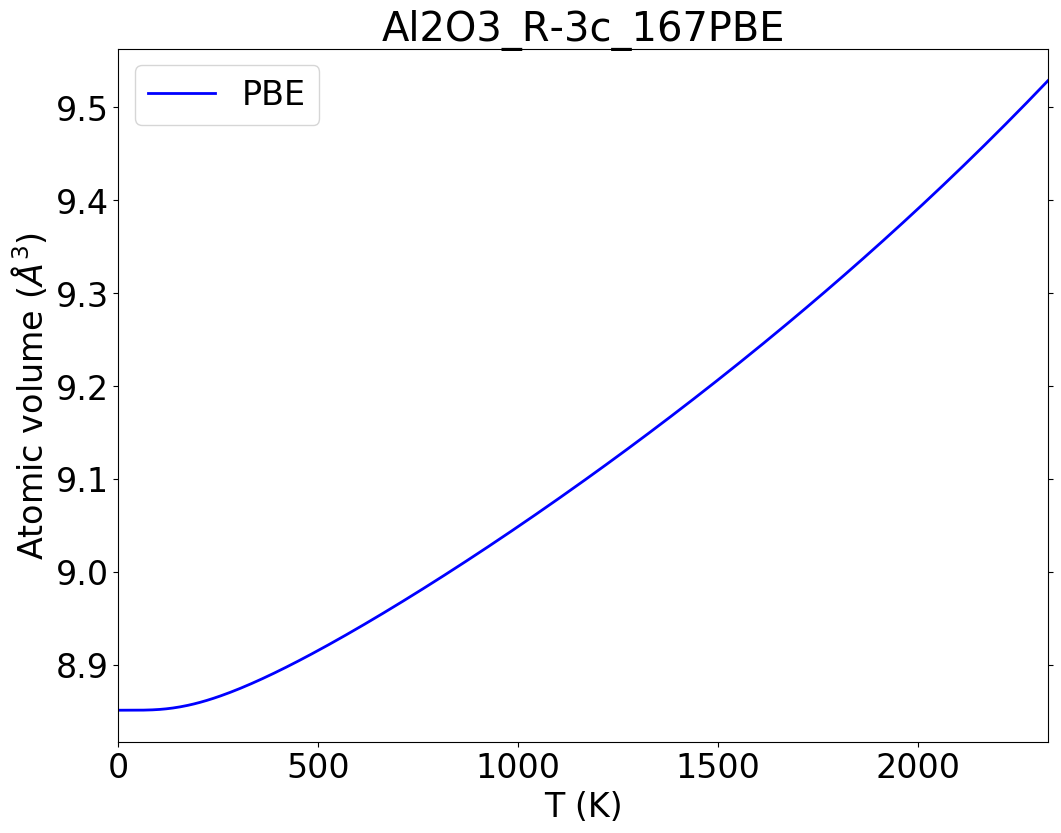 Al2O3_R-3c_167PBE
PBE
9.5
9.4
9.3
9.2
9.1
9.0
8.9
Atomic volume (Å³)
0 500 1000 1500 2000
T (K)